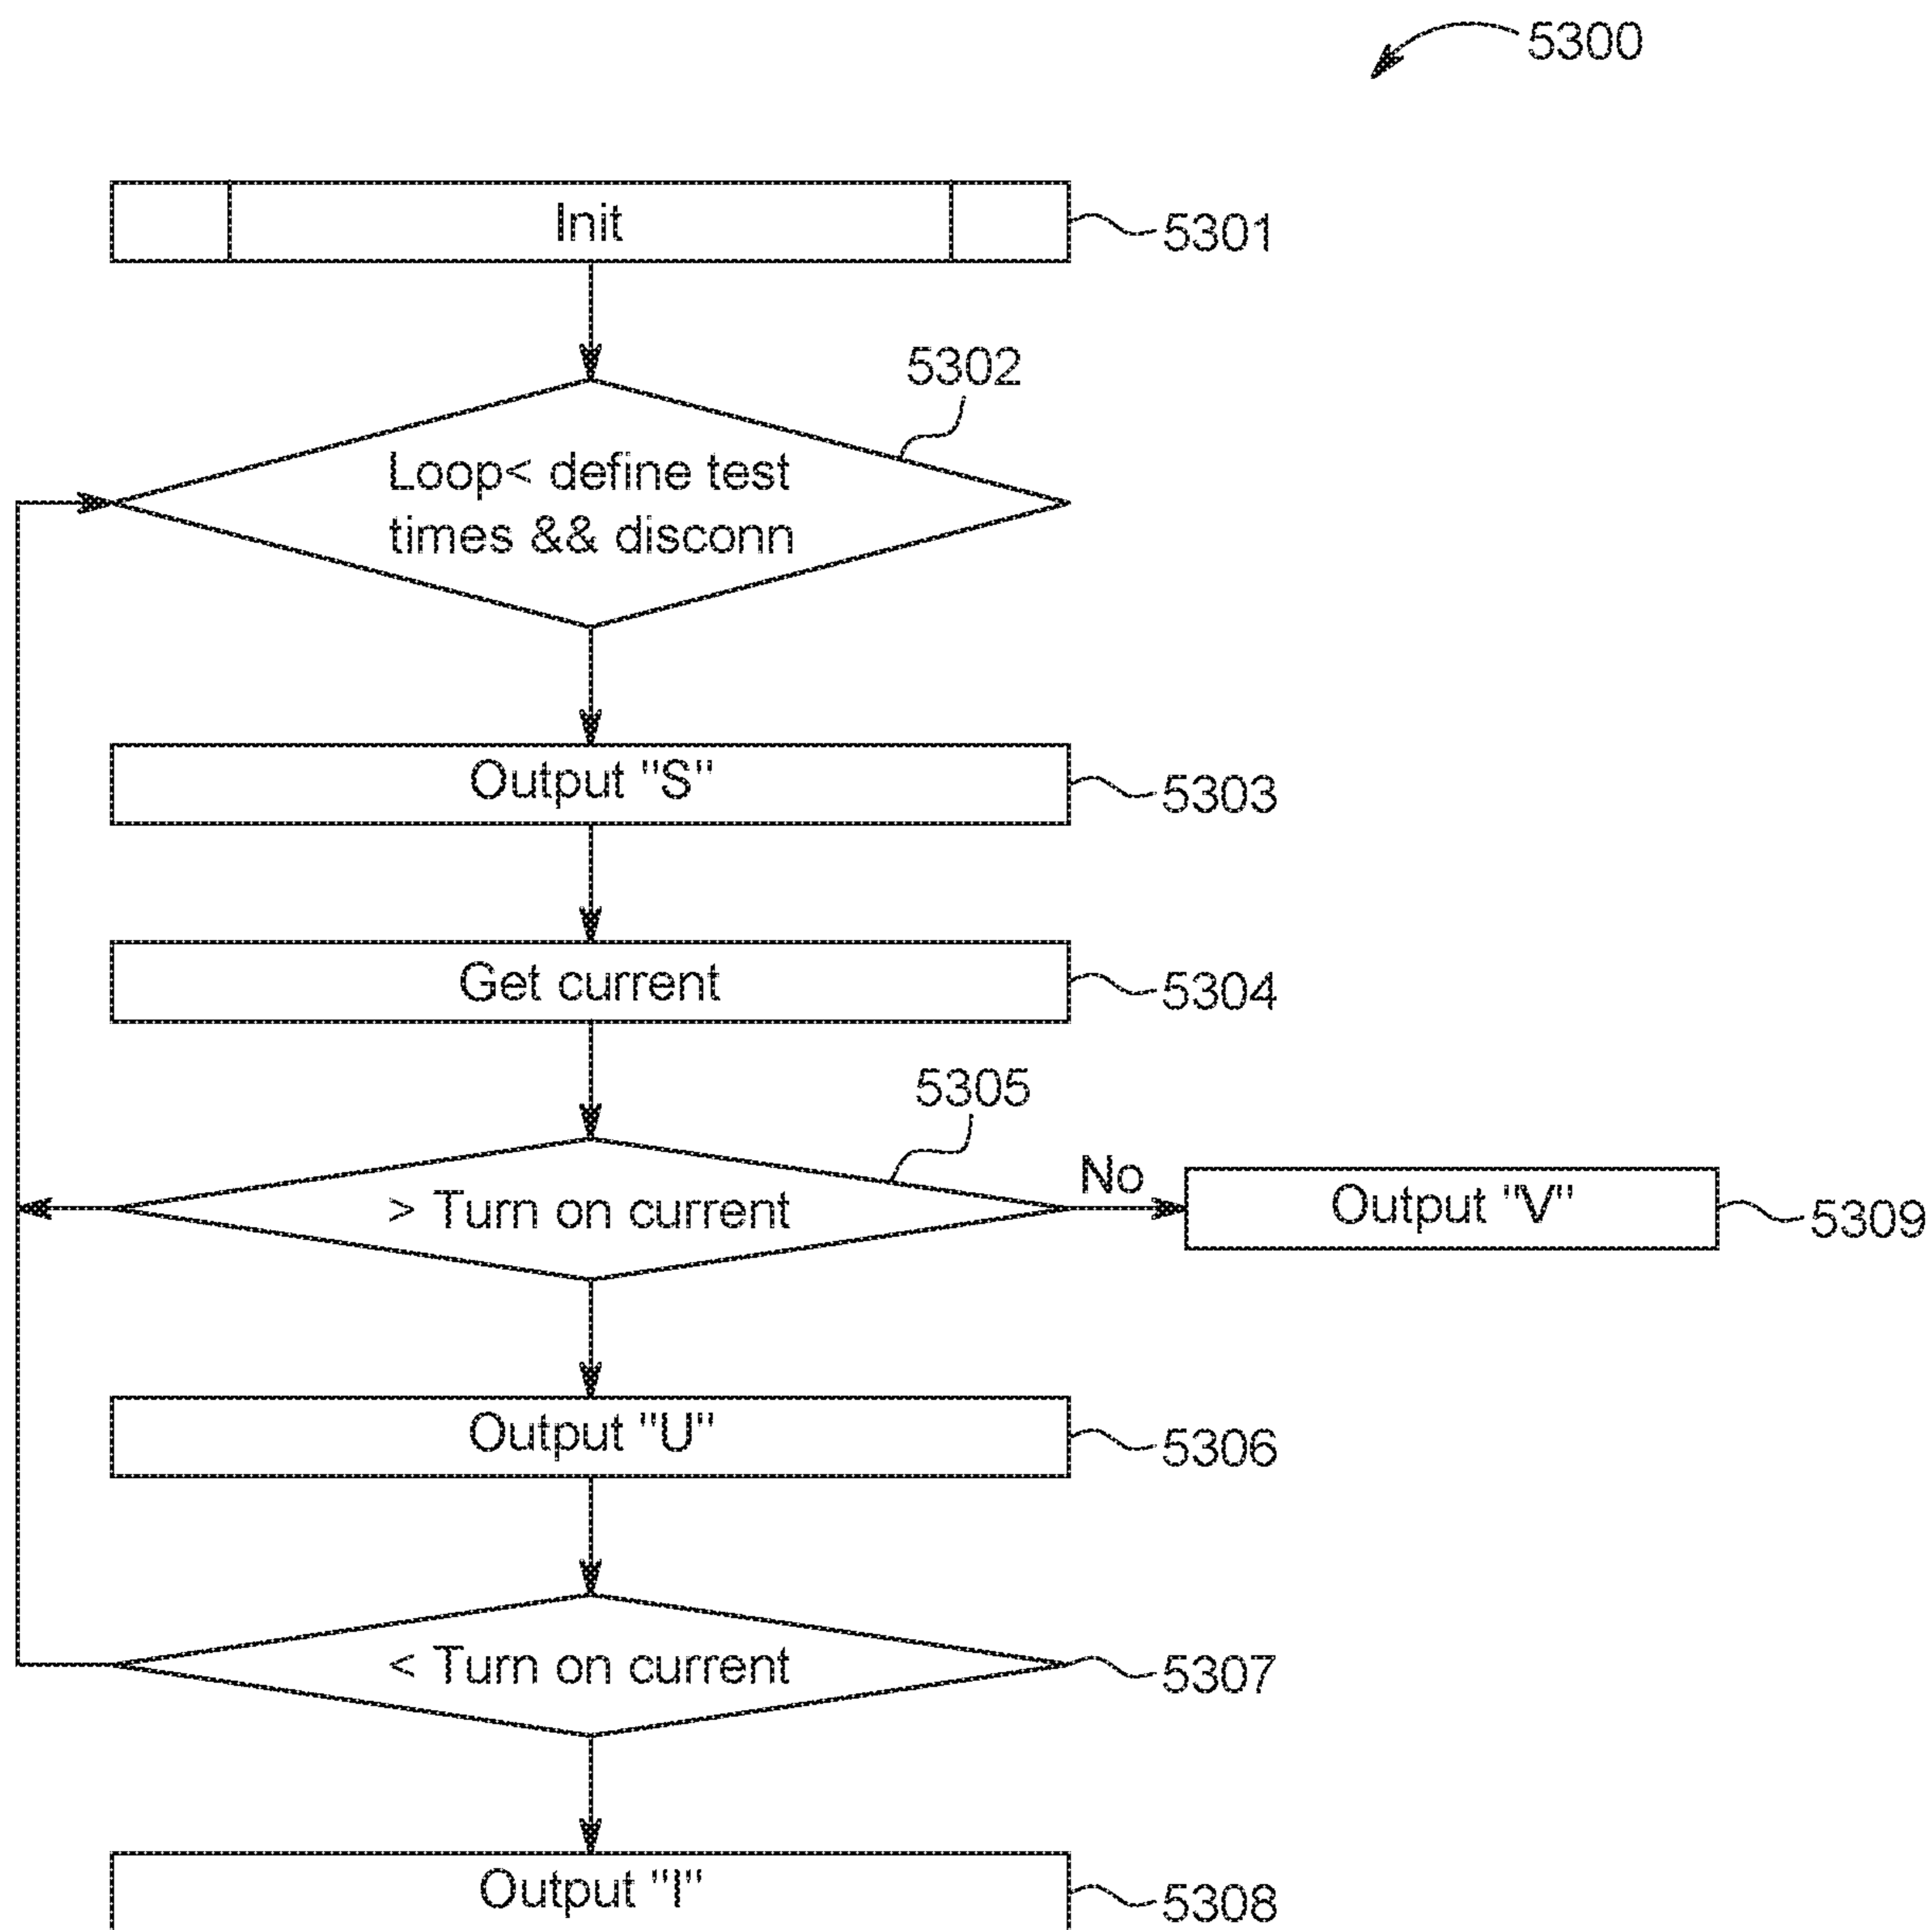 5300
Init
5301
5302
Loop< define test
times && disconn
Output "S"
5303
Get current
5304
5305
> Turn on current
No
Output "V"
5309
Output "U"
5306
< Turn on current
5307
Output "I"
5308